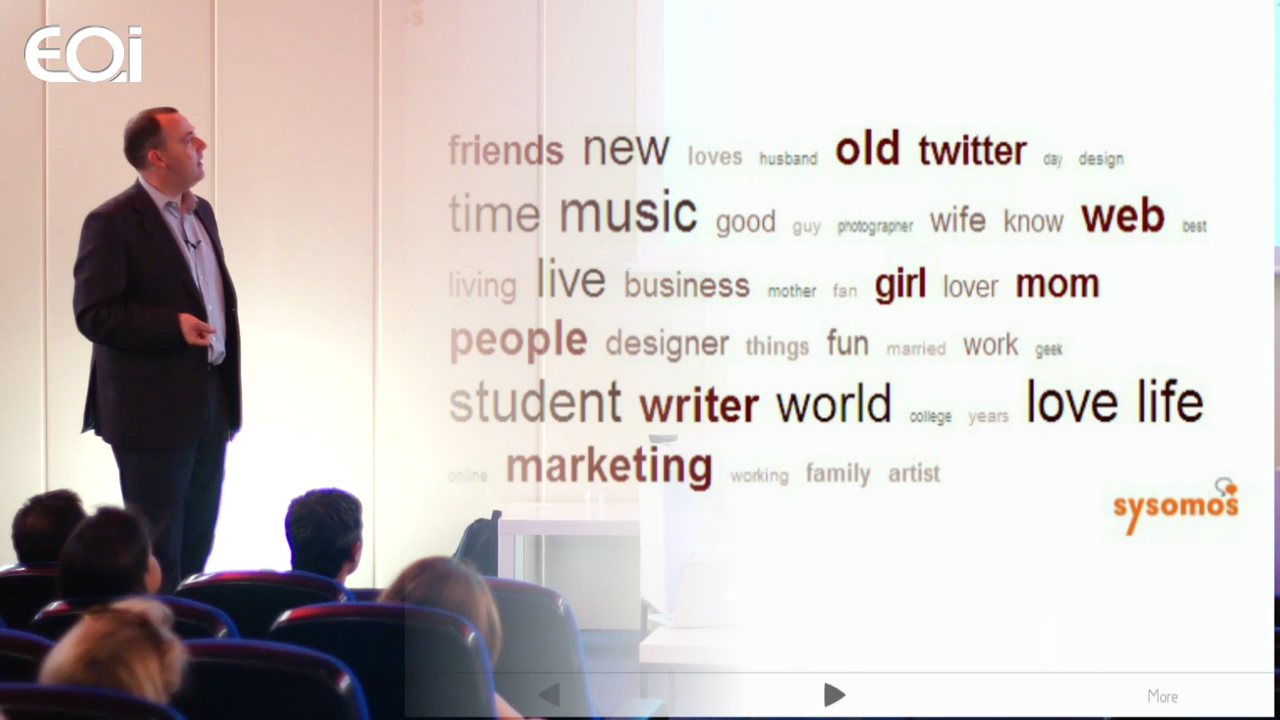 EOi
friends new loves husband old twitter day design
time music good guy photographer wife know web best
living live business mother fan girl lover mom
people designer things fun married work geek
student writer world college years love life
online marketing working family artist
sysomos
More